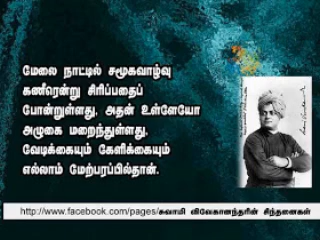 மேலை நாட்டில் சமூகவாழ்வு
கணீரென்று சிரிப்பதைப்
போன்றுள்ளது, அதன் உள்ளேயோ
அழுகை மறைந்துள்ளது,
வேடிக்கையும் கேளிக்கையும்
எல்லாம் மேற்பரப்பில்தான்.
http://www.facebook.com/pages/சுவாமி விவேகானந்தரின் சிந்தனைகள்